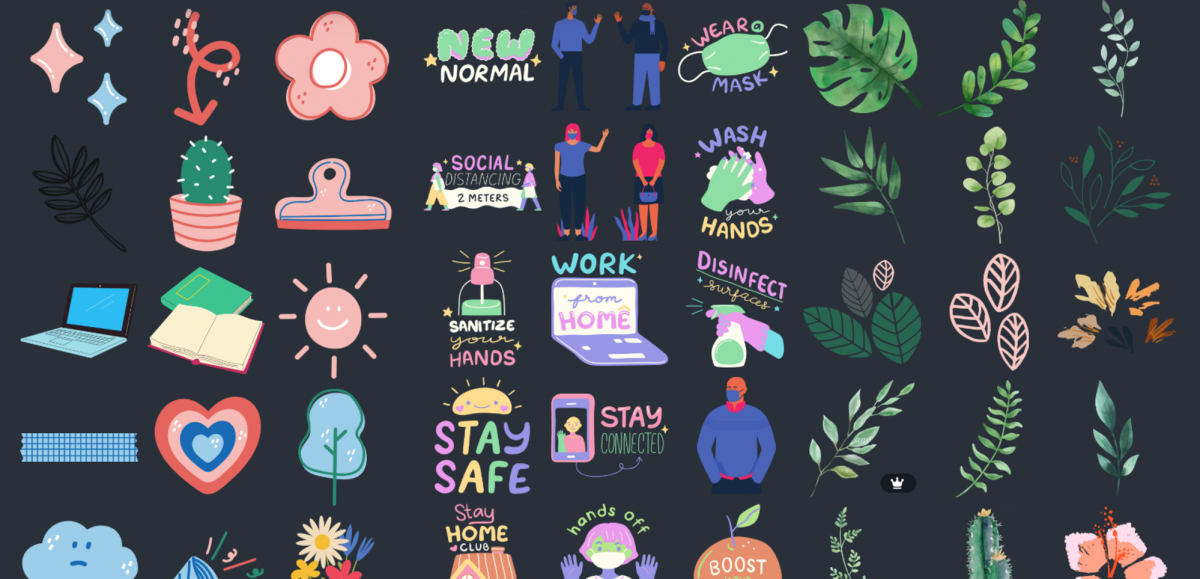 NEW
NORMAL
WEAR A
MASK
SOCIAL
DISTANCING
2 METERS
WASH
your
HANDS
SANITIZE
your
HANDS
WORK
from
HOME
DISINFECT
surfaces
STAY
SAFE
STAY
CONNECTED
Stay
HOME
CLUB
hands off
BOOST